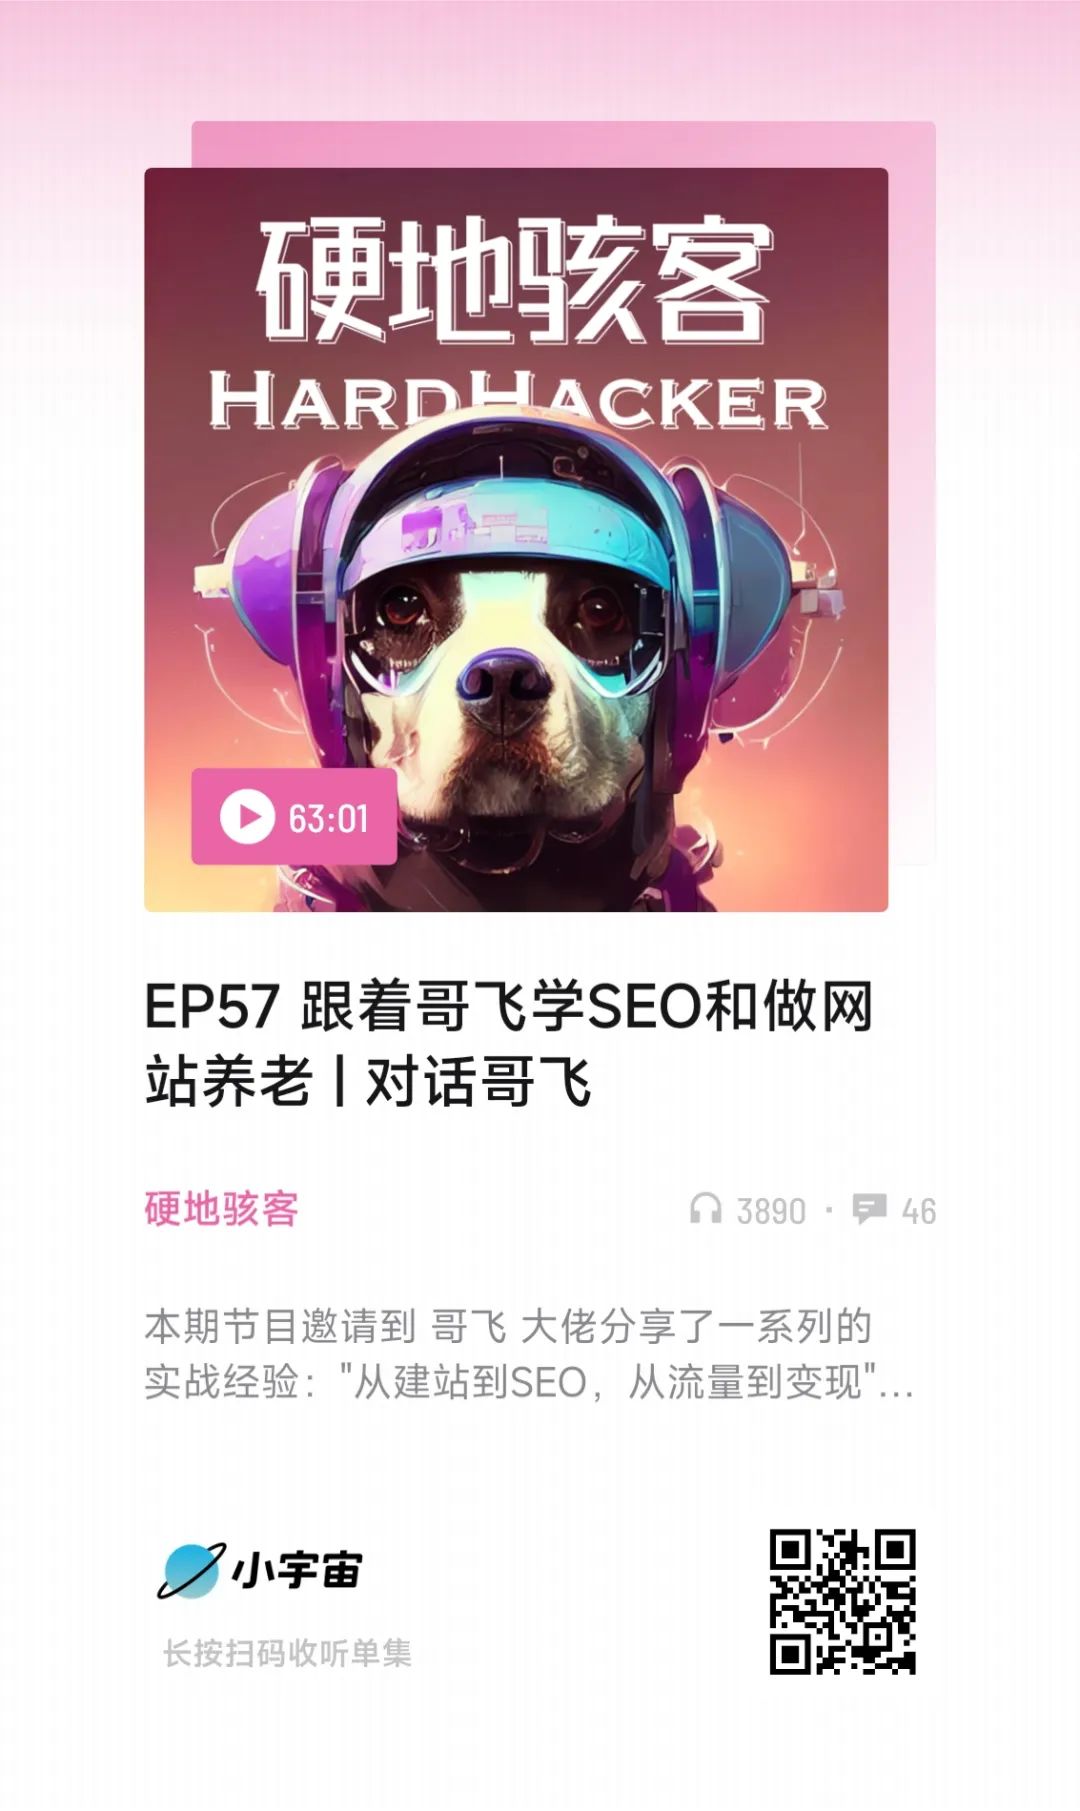 硬地骇客
HARDHACKER
63:01
EP57 跟着哥飞学SEO和做网
站养老 | 对话哥飞
硬地骇客
3890 · 46
本期节目邀请到 哥飞 大佬分享了一系列的
实战经验："从建站到SEO，从流量到变现"...
小宇宙
长按扫码收听单集